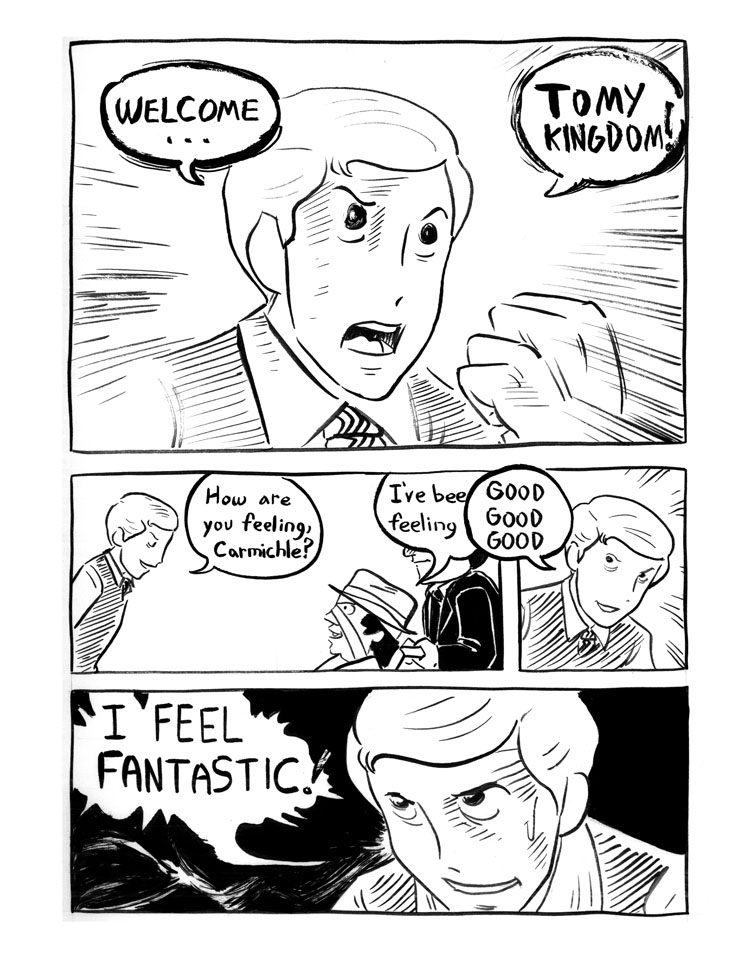 WELCOME
...
TO MY
KINGDOM!
How are
you feeling,
Carmichle?
I've bee
feeling
GOOD
GOOD
GOOD
I FEEL
FANTASTIC!